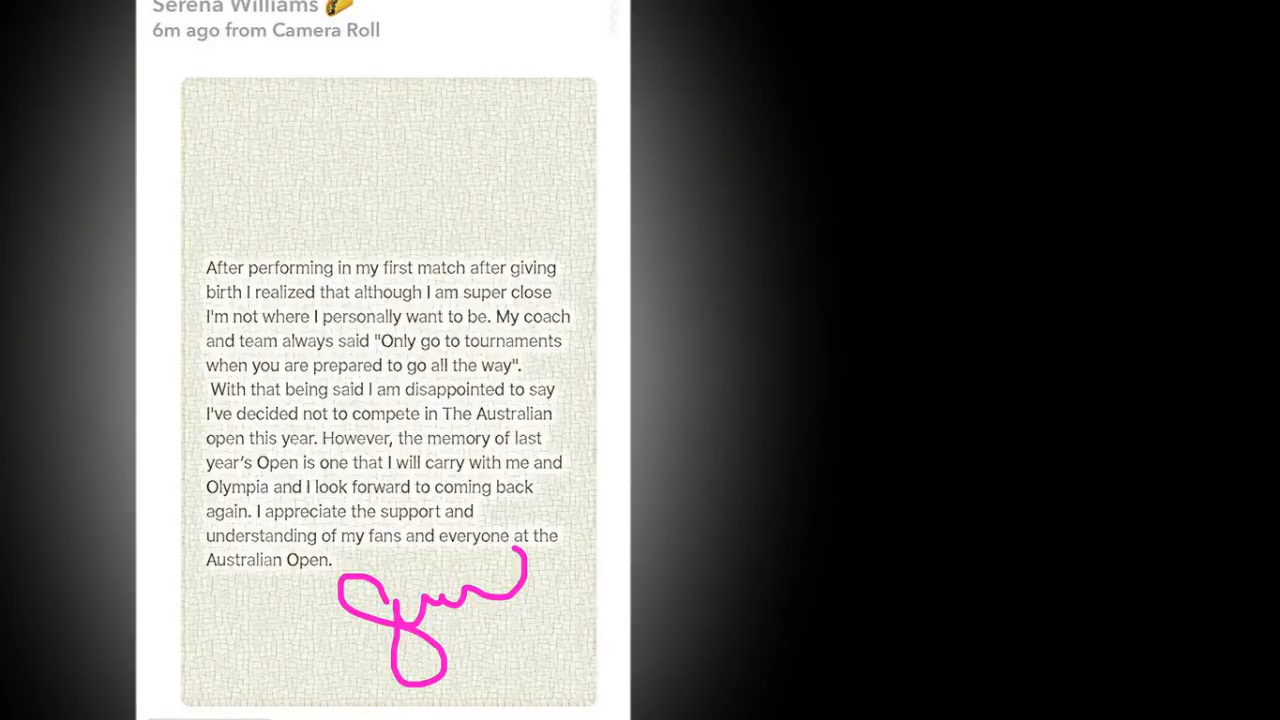 Serena Williams 🌮
6m ago from Camera Roll
After performing in my first match after giving
birth I realized that although I am super close
I'm not where I personally want to be. My coach
and team always said "Only go to tournaments
when you are prepared to go all the way".
With that being said I am disappointed to say
I've decided not to compete in The Australian
open this year. However, the memory of last
year's Open is one that I will carry with me and
Olympia and I look forward to coming back
again. I appreciate the support and
understanding of my fans and everyone at the
Australian Open.